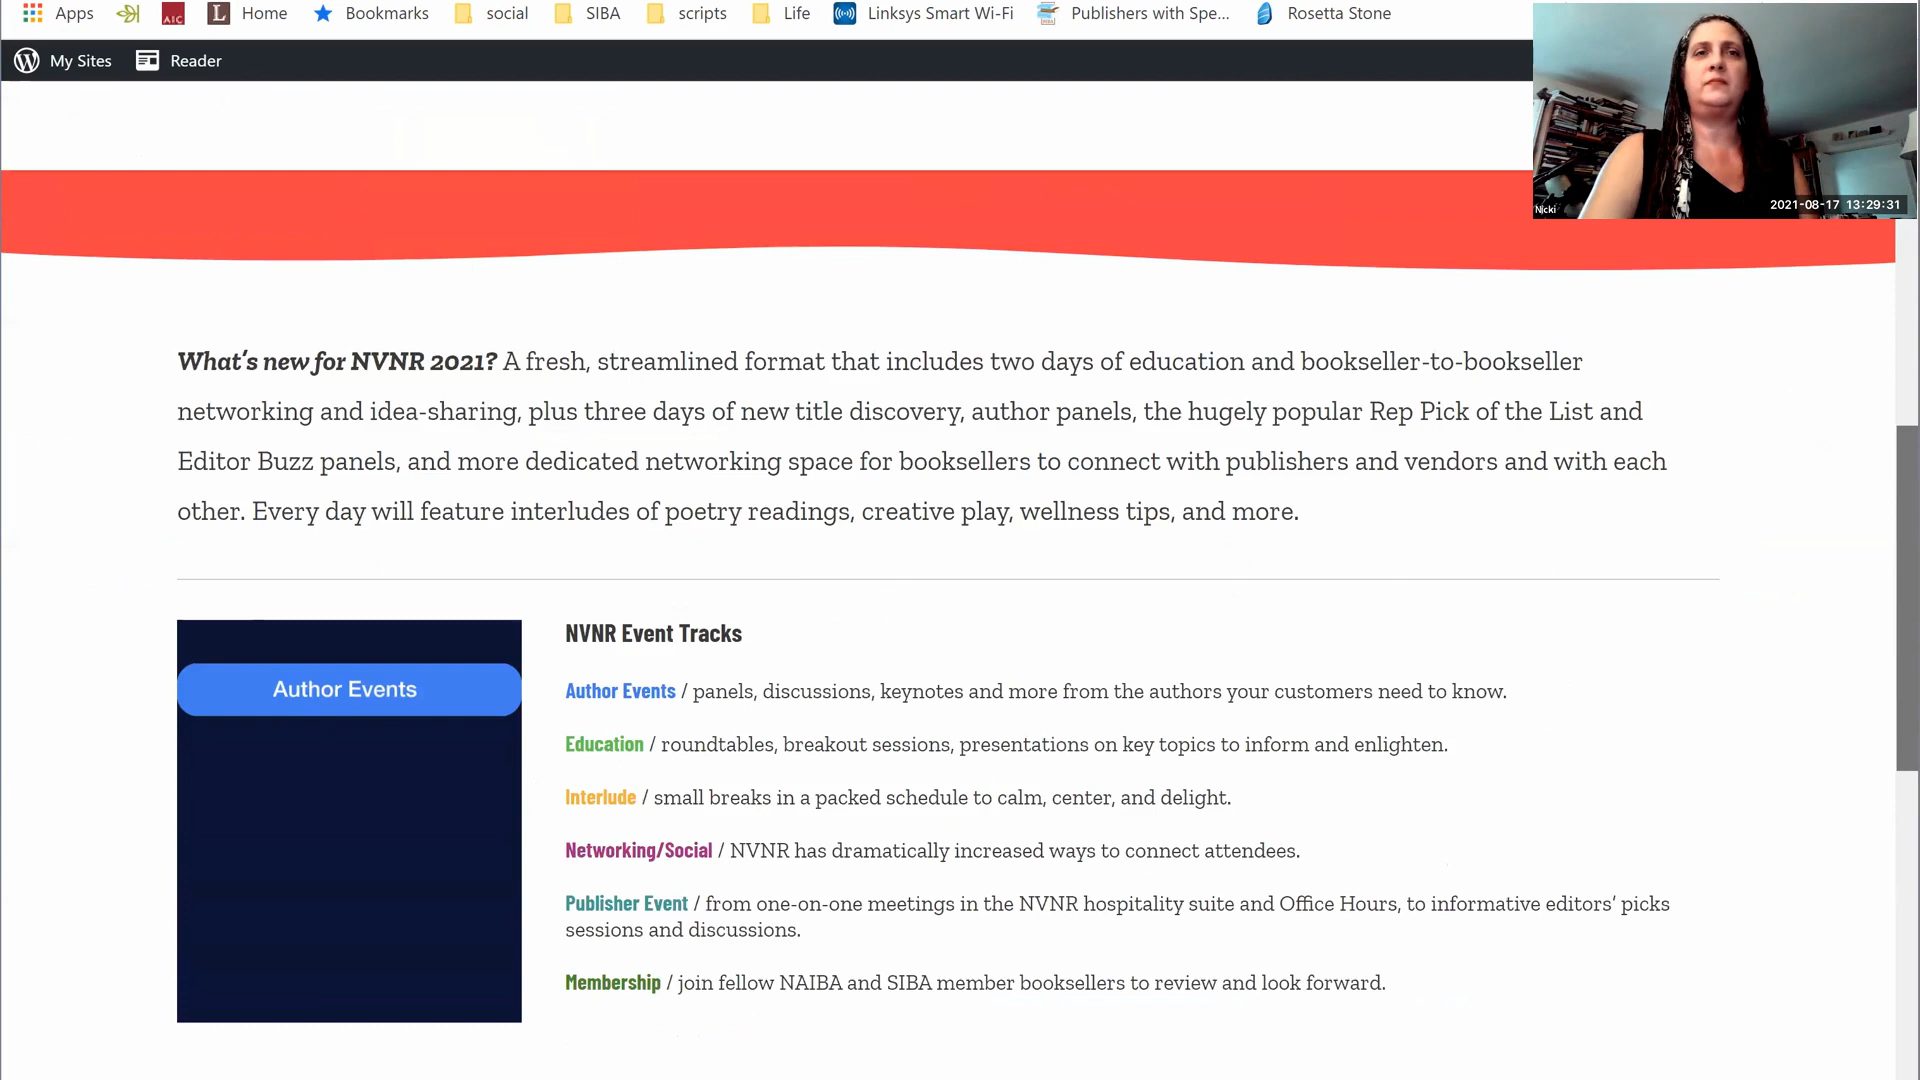 Apps AIC L Home Bookmarks social SIBA scripts Life Linksys Smart Wi-Fi Publishers with Spe... Rosetta Stone
My Sites Reader
Nicki 2021-08-17 13:29:31
What's new for NVNR 2021? A fresh, streamlined format that includes two days of education and bookseller-to-bookseller
networking and idea-sharing, plus three days of new title discovery, author panels, the hugely popular Rep Pick of the List and
Editor Buzz panels, and more dedicated networking space for booksellers to connect with publishers and vendors and with each
other. Every day will feature interludes of poetry readings, creative play, wellness tips, and more.
Author Events
NVNR Event Tracks
Author Events / panels, discussions, keynotes and more from the authors your customers need to know.
Education / roundtables, breakout sessions, presentations on key topics to inform and enlighten.
Interlude / small breaks in a packed schedule to calm, center, and delight.
Networking/Social / NVNR has dramatically increased ways to connect attendees.
Publisher Event / from one-on-one meetings in the NVNR hospitality suite and Office Hours, to informative editors' picks
sessions and discussions.
Membership / join fellow NAIBA and SIBA member booksellers to review and look forward.